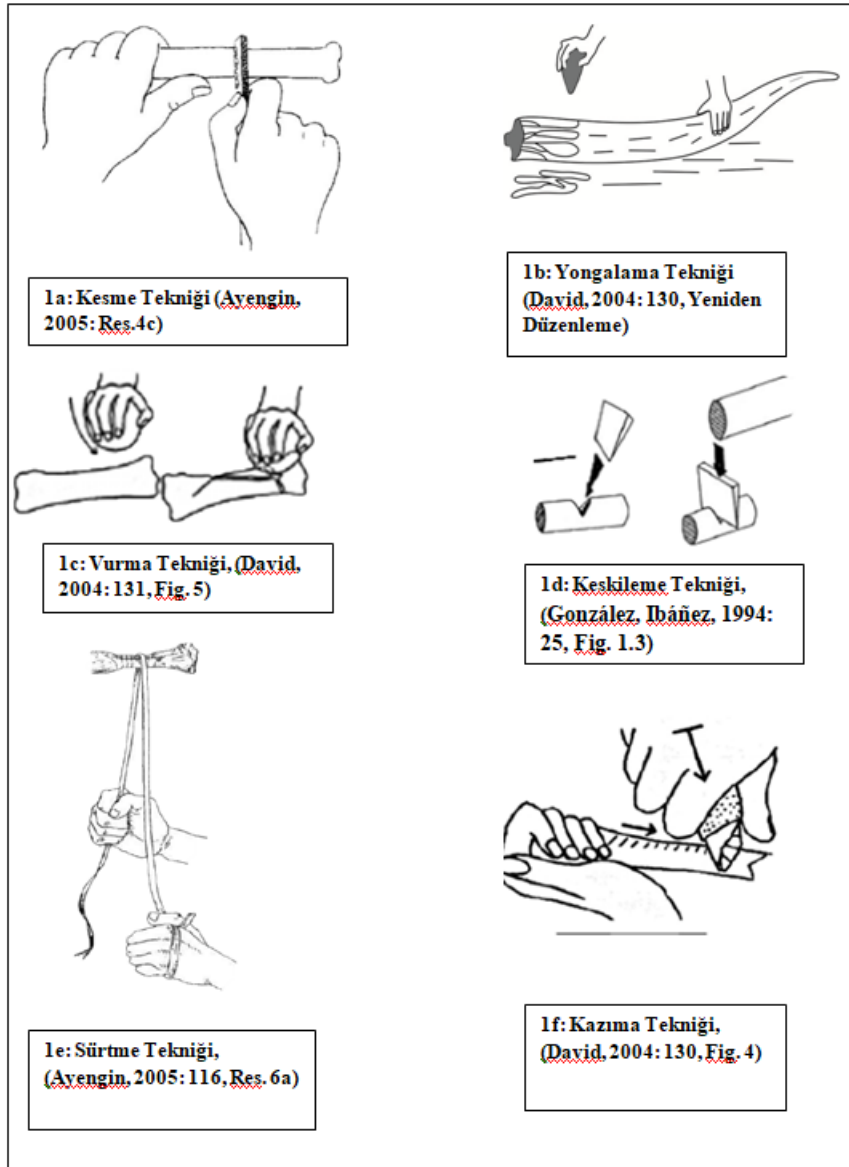 1a: Kesme Tekniği (Ayengin,
2005: Res.4c)
1b: Yongalama Tekniği
(David, 2004: 130, Yeniden
Düzenleme)
1c: Vurma Tekniği, (David,
2004: 131, Fig. 5)
1d: Keskileme Tekniği,
(González, Ibáñez, 1994:
25, Fig. 1.3)
1e: Sürtme Tekniği,
(Ayengin, 2005: 116, Res. 6a)
1f: Kazıma Tekniği,
(David, 2004: 130, Fig. 4)